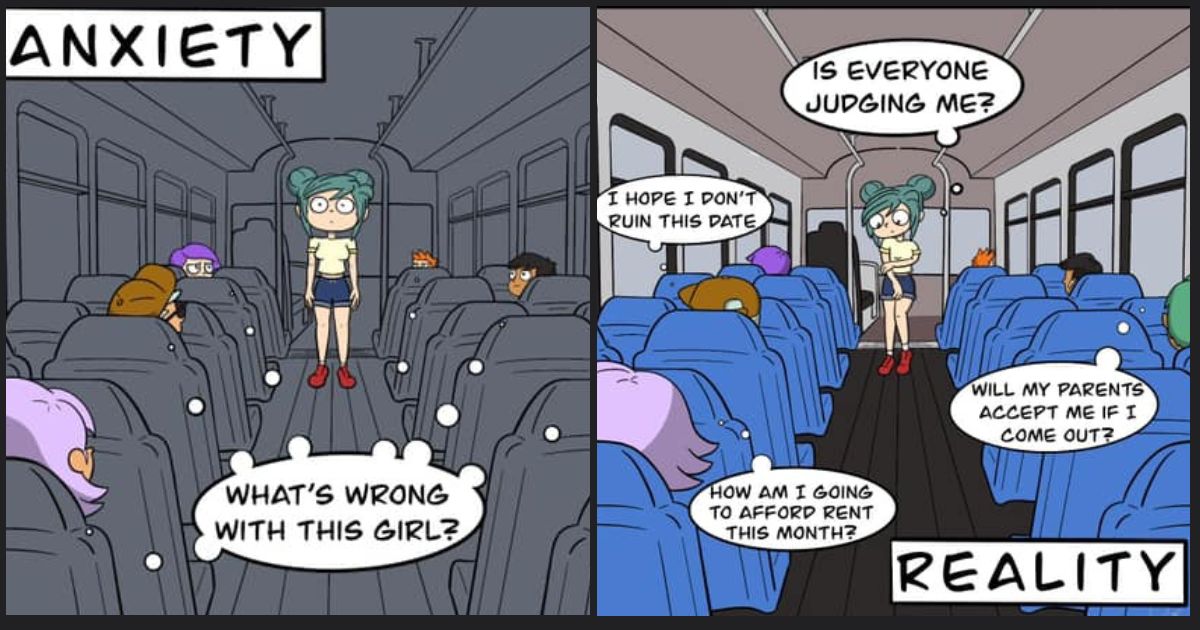 ANXIETY
WHAT'S WRONG
WITH THIS GIRL?
IS EVERYONE
JUDGING ME?
I HOPE I DON'T
RUIN THIS DATE
WILL MY PARENTS
ACCEPT ME IF I
COME OUT?
HOW AM I GOING
TO AFFORD RENT
THIS MONTH?
REALITY